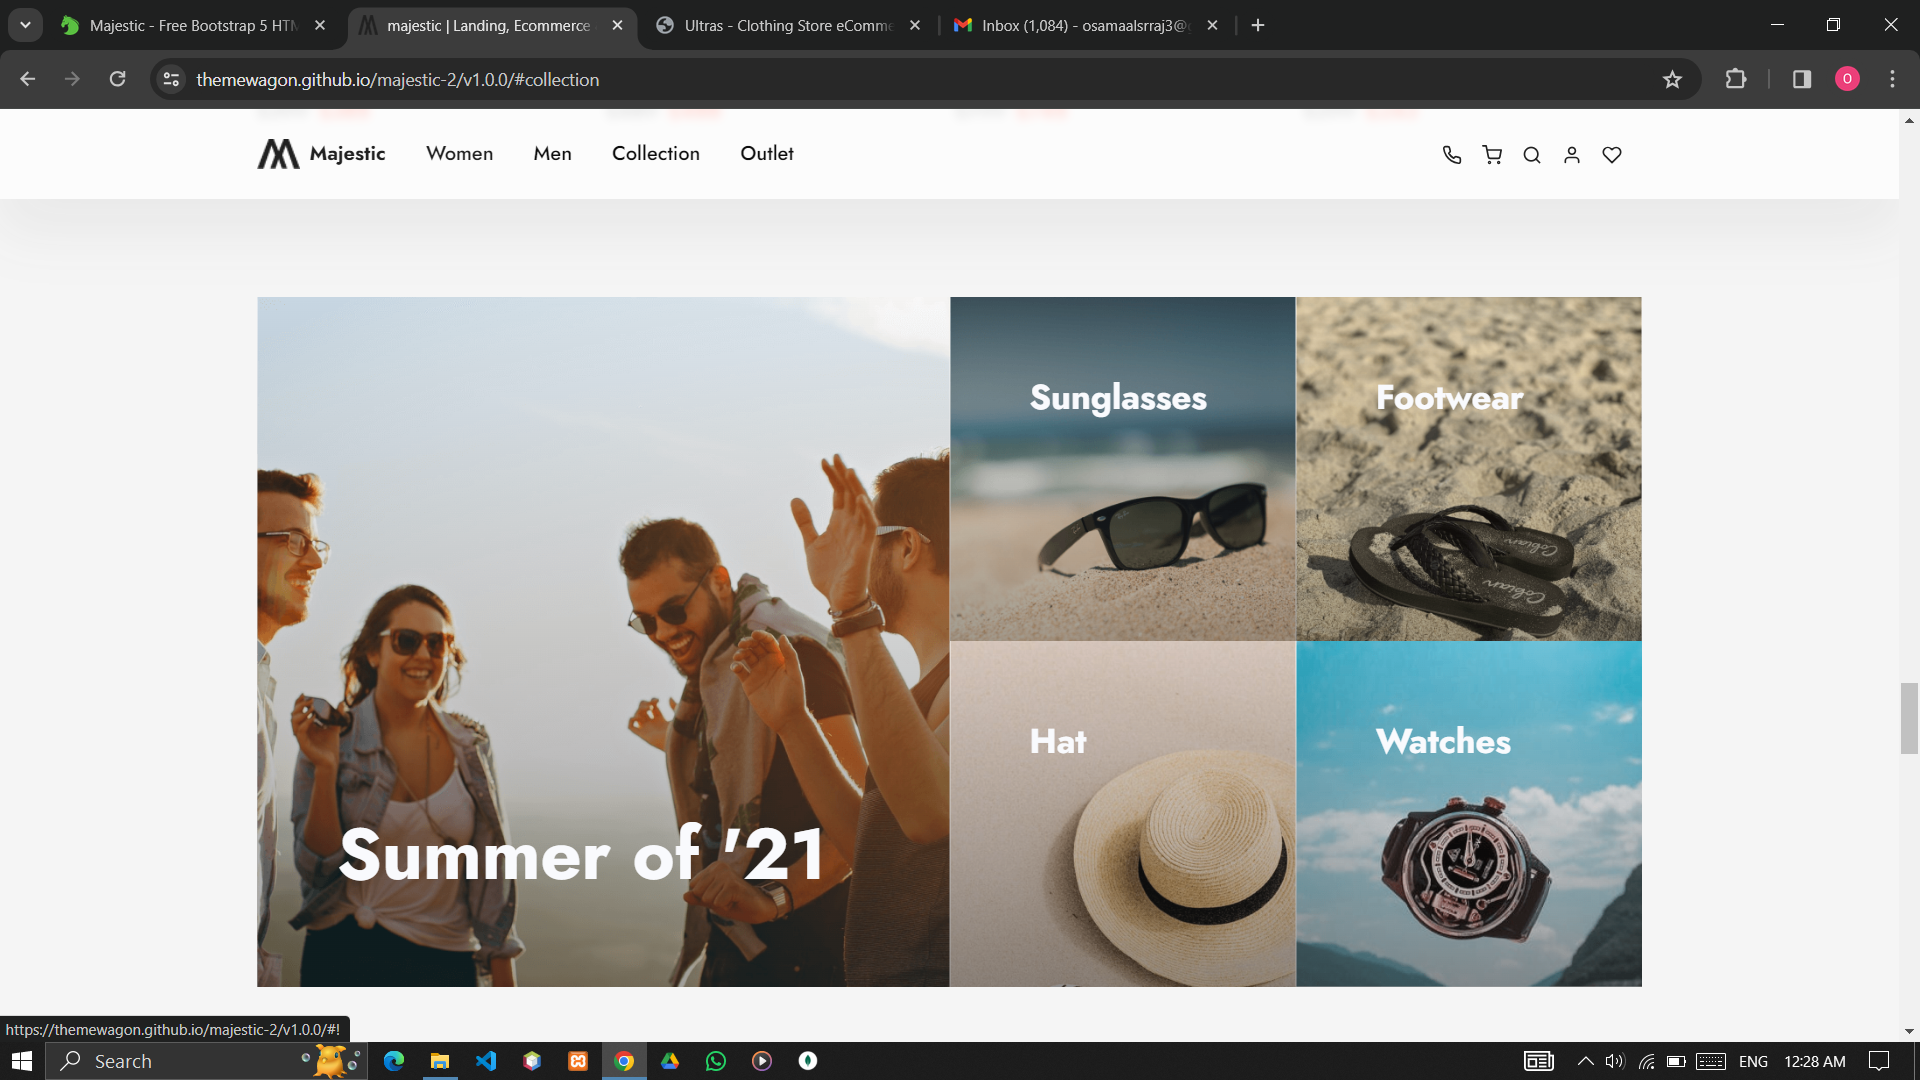 Majestic - Free Bootstrap 5 HTM
majestic | Landing, Ecommerce
Ultras - Clothing Store eComme
Inbox (1,084) - osamaalsrraj3@g
themewagon.github.io/majestic-2/v1.0.0/#collection
O
Majestic
Women
Men
Collection
Outlet
Sunglasses
Footwear
Cobian
Cobian
Hat
Watches
Summer of '21
https://themewagon.github.io/majestic-2/v1.0.0/#!
Search
ENG
12:28 AM